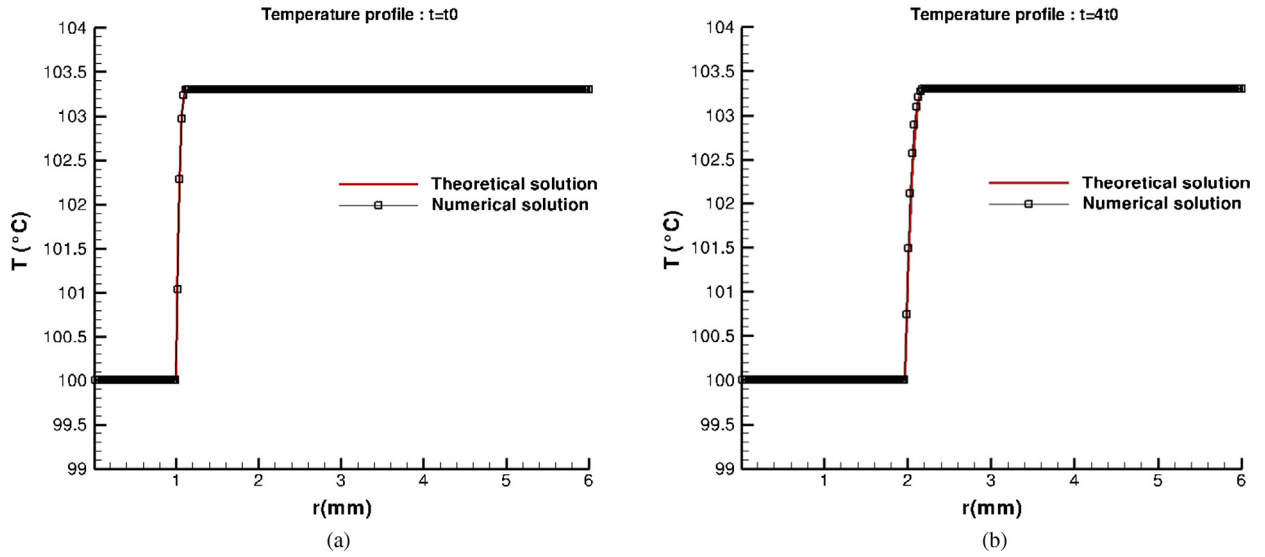 Temperature profile : t=t0
104
103.5
103
102.5
102
101.5
101
100.5
100
99.5
99
T (°C)
Theoretical solution
Numerical solution
1
2
3
4
5
6
r(mm)
(a)
Temperature profile : t=4t0
104
103.5
103
102.5
102
101.5
101
100.5
100
99.5
99
T (°C)
Theoretical solution
Numerical solution
1
2
3
4
5
6
r(mm)
(b)